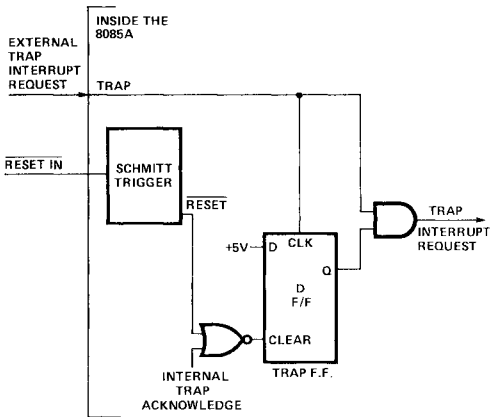 INSIDE THE
8085A
EXTERNAL
TRAP
INTERRUPT
REQUEST
TRAP
RESET IN
SCHMITT
TRIGGER
RESET
+5V
D
CLK
Q
D
F/F
CLEAR
TRAP F.F.
INTERNAL
TRAP
ACKNOWLEDGE
TRAP
INTERRUPT
REQUEST